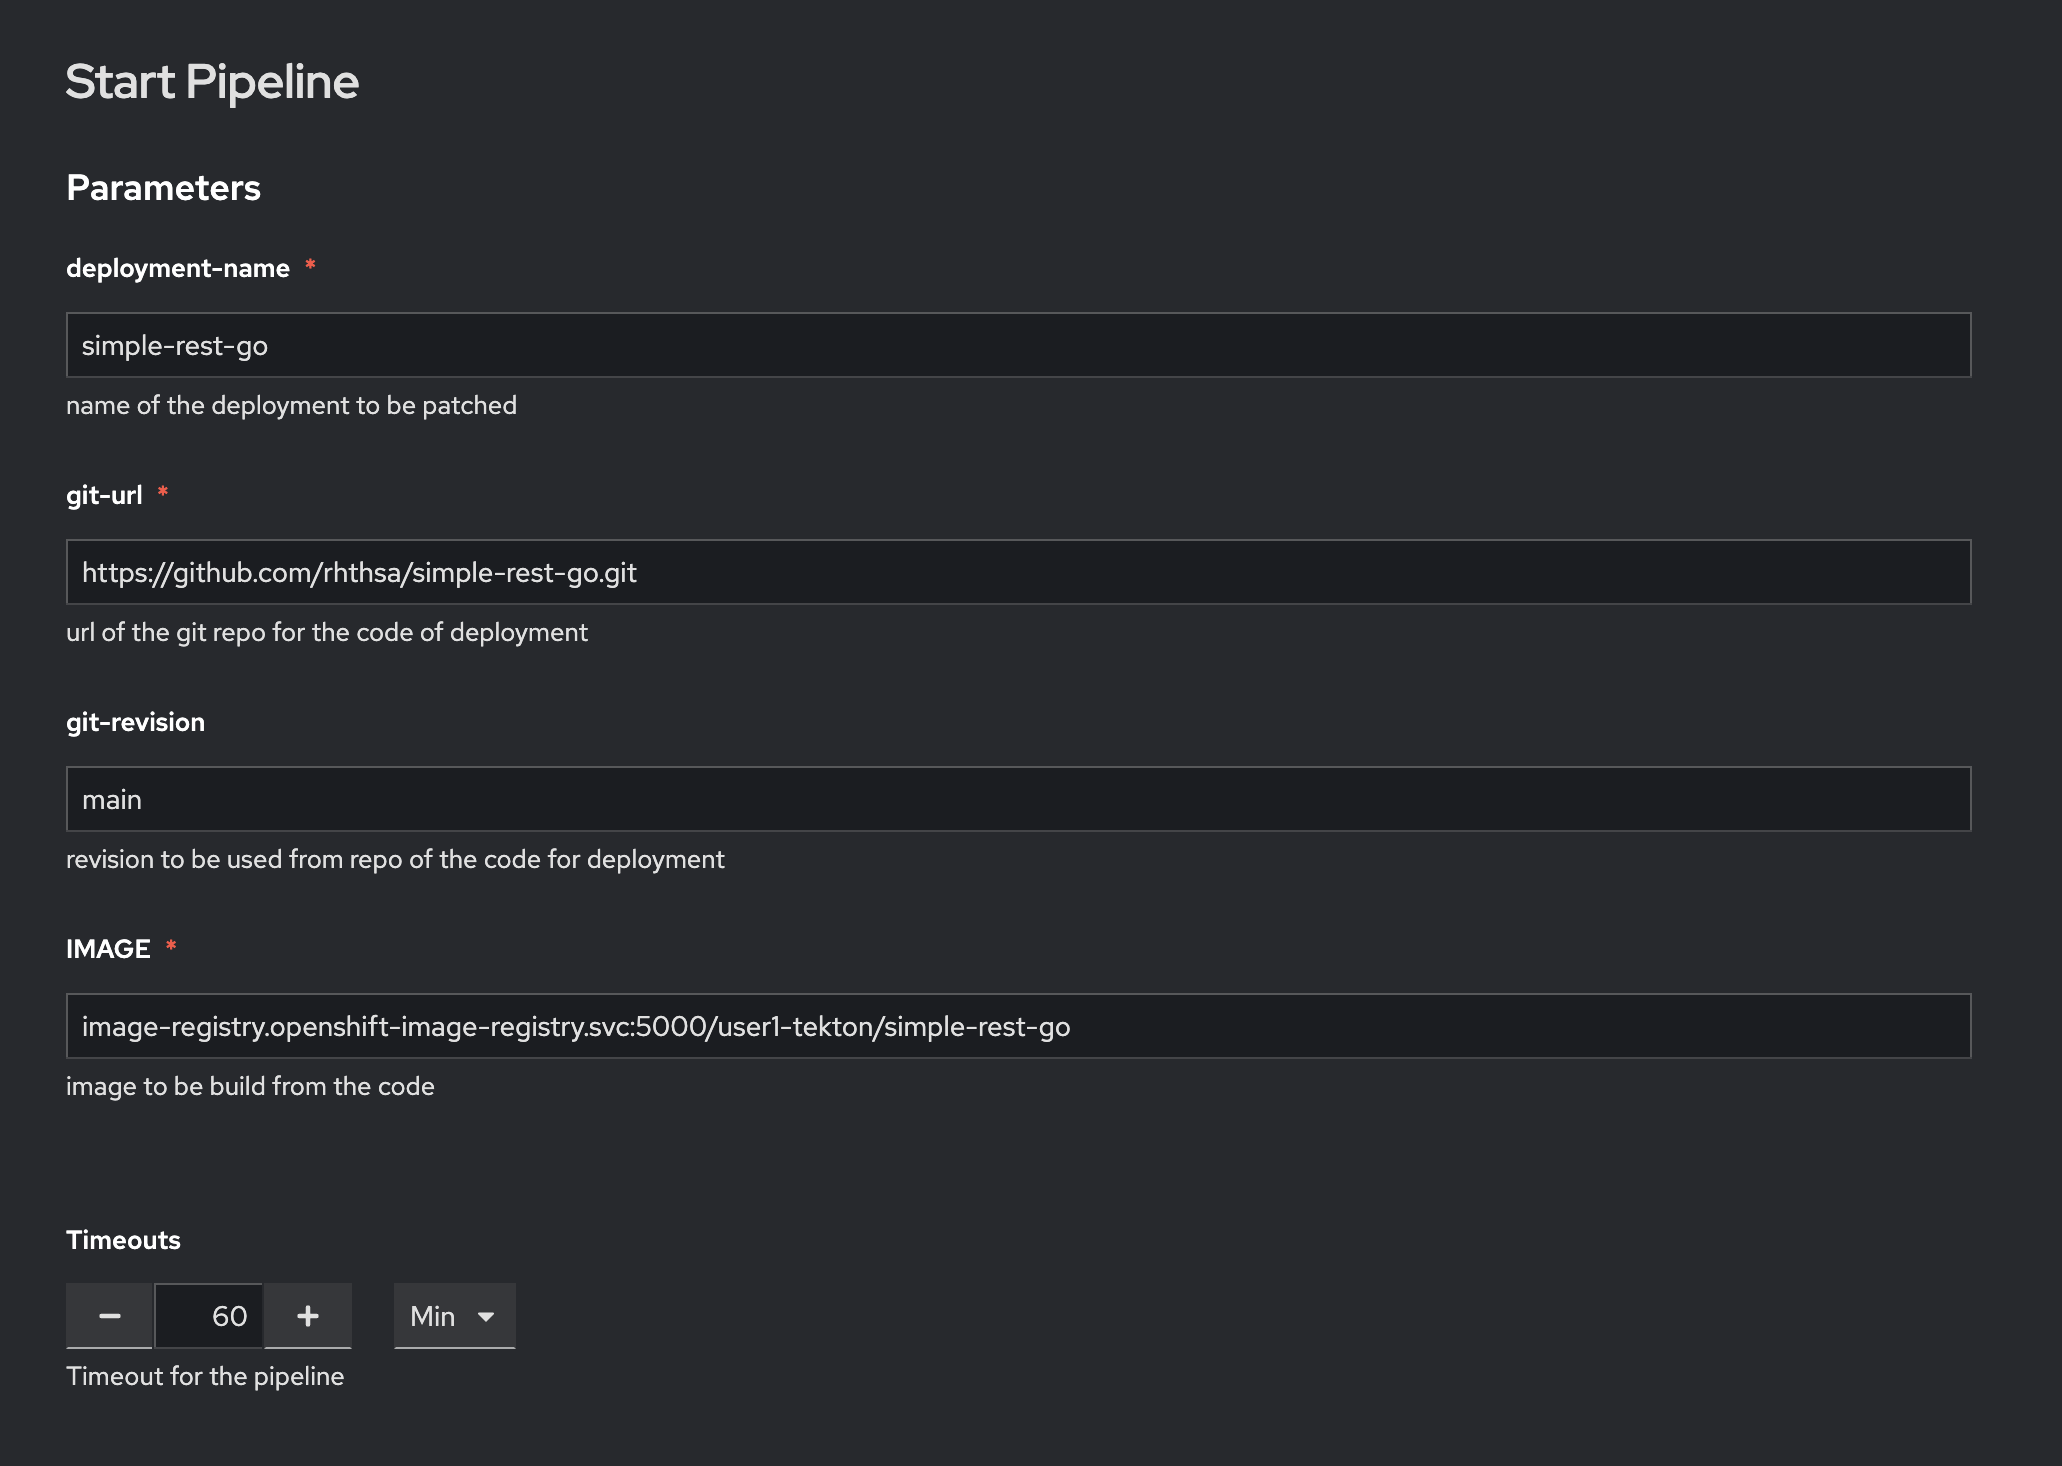 Start Pipeline
Parameters
deployment-name *
simple-rest-go
name of the deployment to be patched
git-url *
https://github.com/rhthsa/simple-rest-go.git
url of the git repo for the code of deployment
git-revision
main
revision to be used from repo of the code for deployment
IMAGE *
image-registry.openshift-image-registry.svc:5000/user1-tekton/simple-rest-go
image to be build from the code
Timeouts
60 Min
Timeout for the pipeline